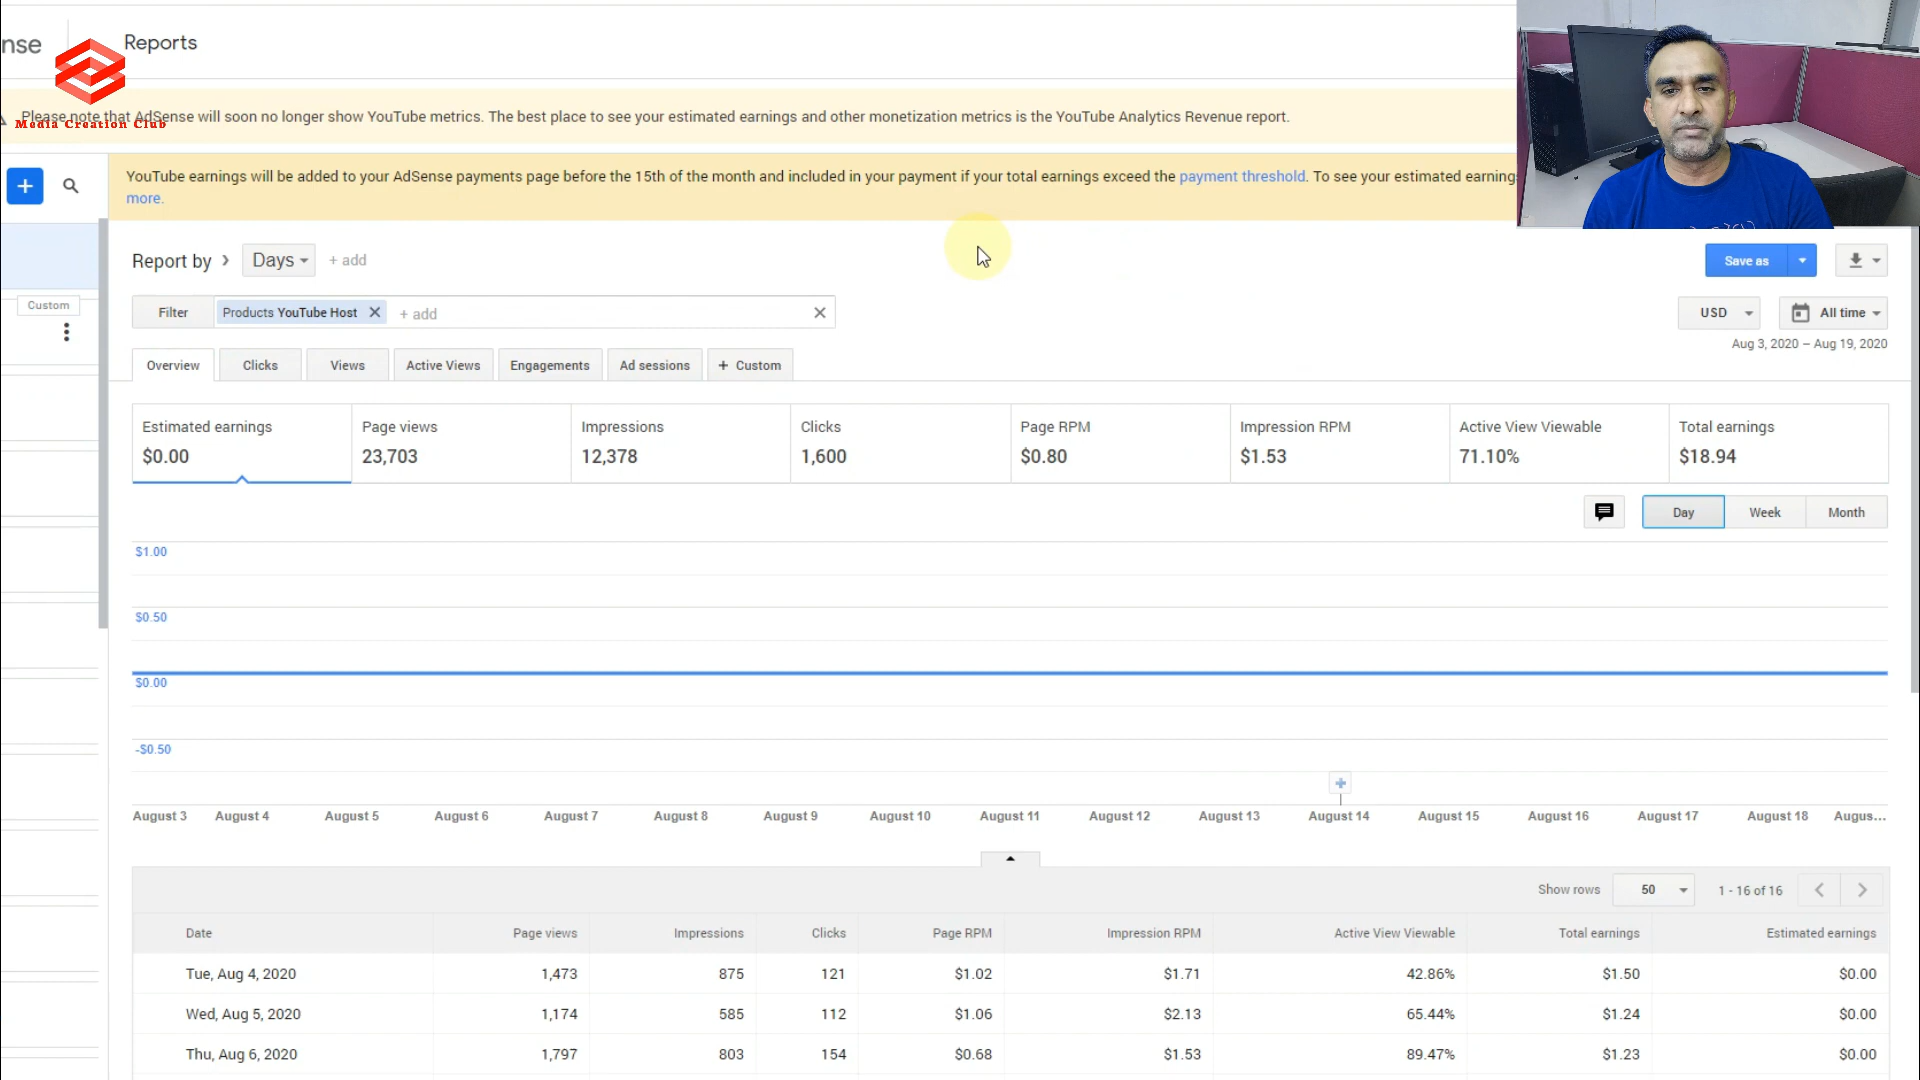 nse
Reports
Media Creation Club
Please note that AdSense will soon no longer show YouTube metrics. The best place to see your estimated earnings and other monetization metrics is the YouTube Analytics Revenue report.
YouTube earnings will be added to your AdSense payments page before the 15th of the month and included in your payment if your total earnings exceed the payment threshold. To see your estimated earning
more.
Report by › Days + add
Save as
Filter Products YouTube Host × + add ×
USD All time
Aug 3, 2020 – Aug 19, 2020
Custom
Overview Clicks Views Active Views Engagements Ad sessions + Custom
Estimated earnings Page views Impressions Clicks Page RPM Impression RPM Active View Viewable Total earnings
$0.00 23,703 12,378 1,600 $0.80 $1.53 71.10% $18.94
Day Week Month
$1.00
$0.50
$0.00
-$0.50
August 3 August 4 August 5 August 6 August 7 August 8 August 9 August 10 August 11 August 12 August 13 August 14 August 15 August 16 August 17 August 18 Augus...
Show rows 50 1 - 16 of 16
Date Page views Impressions Clicks Page RPM Impression RPM Active View Viewable Total earnings Estimated earnings
Tue, Aug 4, 2020 1,473 875 121 $1.02 $1.71 42.86% $1.50 $0.00
Wed, Aug 5, 2020 1,174 585 112 $1.06 $2.13 65.44% $1.24 $0.00
Thu, Aug 6, 2020 1,797 803 154 $0.68 $1.53 89.47% $1.23 $0.00